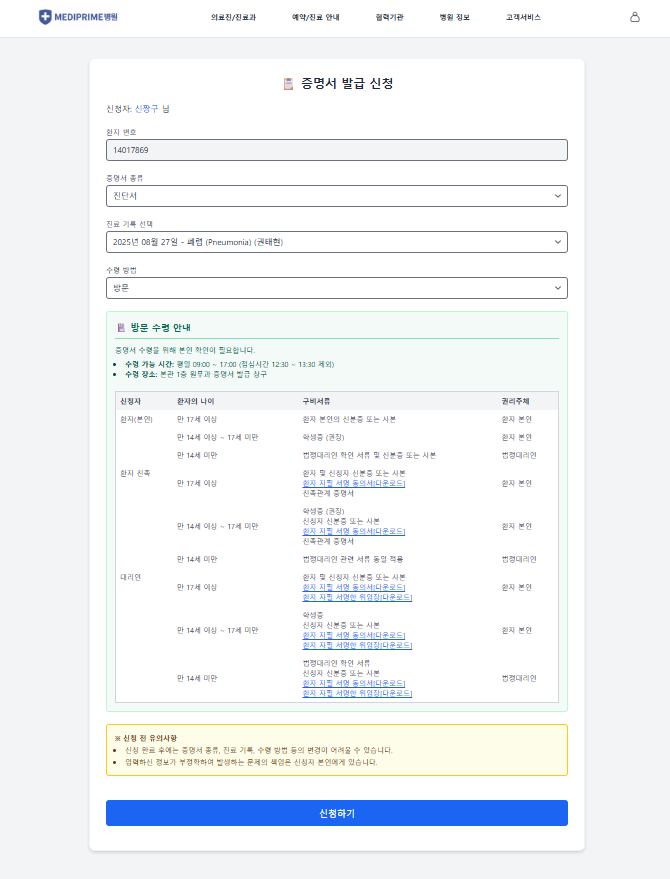 MEDIPRIME병원
의료진/진료과
예약/진료 안내
협력기관
병원 정보
고객서비스
증명서 발급 신청
신청자: 신짱구 님
환자 번호
14017869
증명서 종류
진단서
진료 기록 선택
2025년 08월 27일 - 폐렴 (Pneumonia) (권태현)
수령 방법
방문
방문 수령 안내
증명서 수령을 위해 본인 확인이 필요합니다.
• 수령 가능 시간: 평일 09:00 ~ 17:00 (점심시간 12:30 ~ 13:30 제외)
• 수령 장소: 본관 1층 원무과 증명서 발급 창구
신청자 환자의 나이 구비서류 권리주체
환자(본인) 만 17세 이상 환자 본인의 신분증 또는 사본 환자 본인
만 14세 이상 ~ 17세 미만 학생증 (권장) 환자 본인
만 14세 미만 법정대리인 확인 서류 및 신분증 또는 사본 법정대리인
환자 친족 만 17세 이상 환자 및 신청자 신분증 또는 사본 환자 본인
환자 자필 서명 동의서[다운로드]
친족관계 증명서
만 14세 이상 ~ 17세 미만 학생증 (권장) 환자 본인
신청자 신분증 또는 사본
환자 자필 서명 동의서[다운로드]
친족관계 증명서
만 14세 미만 법정대리인 관련 서류 동일 적용 법정대리인
대리인 만 17세 이상 환자 및 신청자 신분증 또는 사본 환자 본인
환자 자필 서명 동의서[다운로드]
환자 자필 서명한 위임장[다운로드]
만 14세 이상 ~ 17세 미만 학생증 환자 본인
신청자 신분증 또는 사본
환자 자필 서명 동의서[다운로드]
환자 자필 서명한 위임장[다운로드]
만 14세 미만 법정대리인 확인 서류 법정대리인
신청자 신분증 또는 사본
환자 자필 서명 동의서[다운로드]
환자 자필 서명한 위임장[다운로드]
※ 신청 전 유의사항
• 신청 완료 후에는 증명서 종류, 진료 기록, 수령 방법 등의 변경이 어려울 수 있습니다.
• 입력하신 정보가 부정확하여 발생하는 문제의 책임은 신청자 본인에게 있습니다.
신청하기